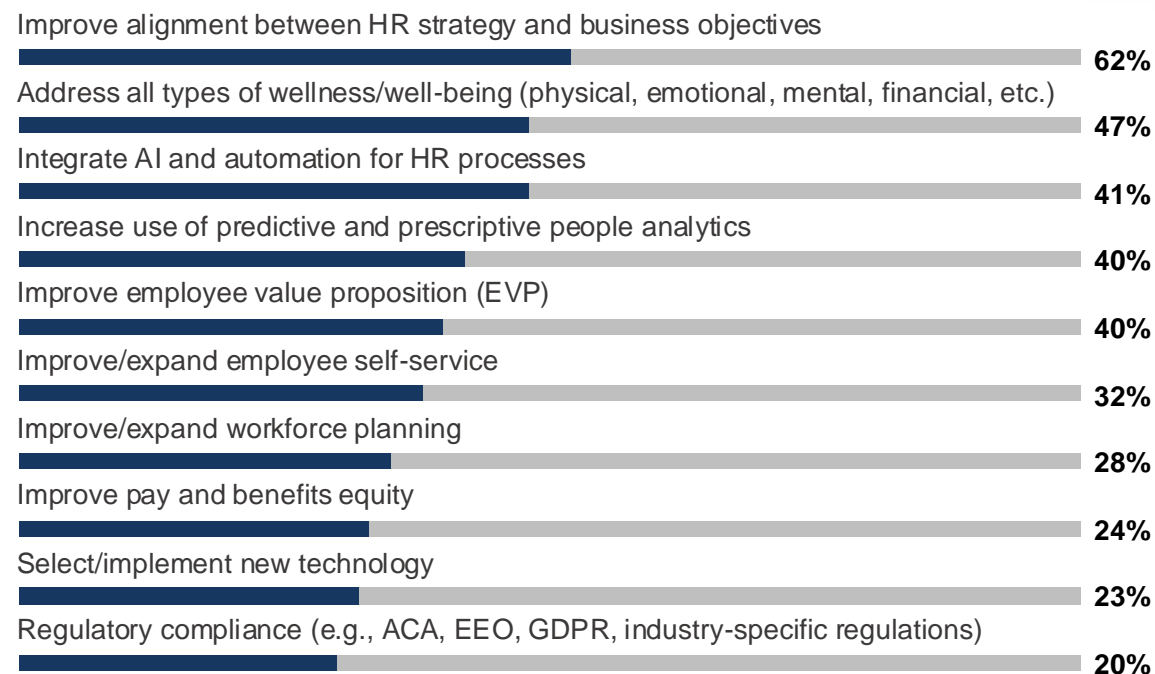 Improve alignment between HR strategy and business objectives
62%
Address all types of wellness/well-being (physical, emotional, mental, financial, etc.)
47%
Integrate AI and automation for HR processes
41%
Increase use of predictive and prescriptive people analytics
40%
Improve employee value proposition (EVP)
40%
Improve/expand employee self-service
32%
Improve/expand workforce planning
28%
Improve pay and benefits equity
24%
Select/implement new technology
23%
Regulatory compliance (e.g., ACA, EEO, GDPR, industry-specific regulations)
20%